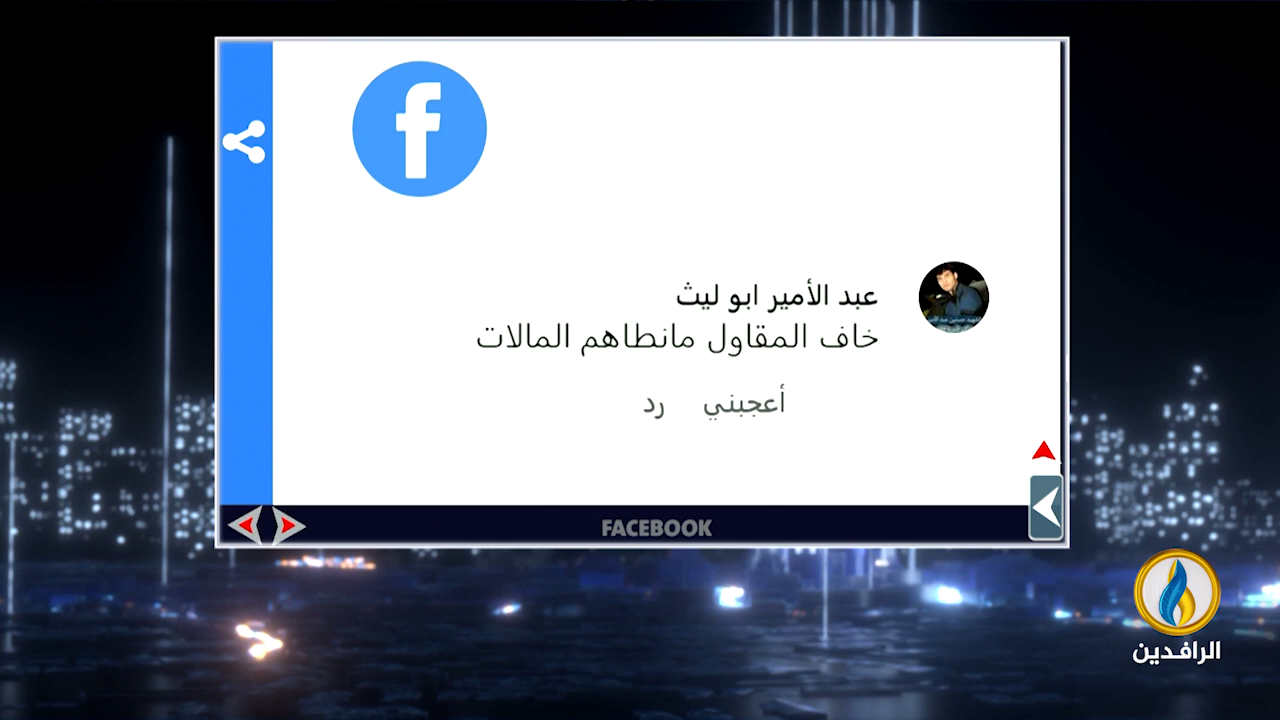 عبد الأمير ابو ليث
خاف المقاول مانطاهم المالات
أعجبني رد
FACEBOOK
الرافدين